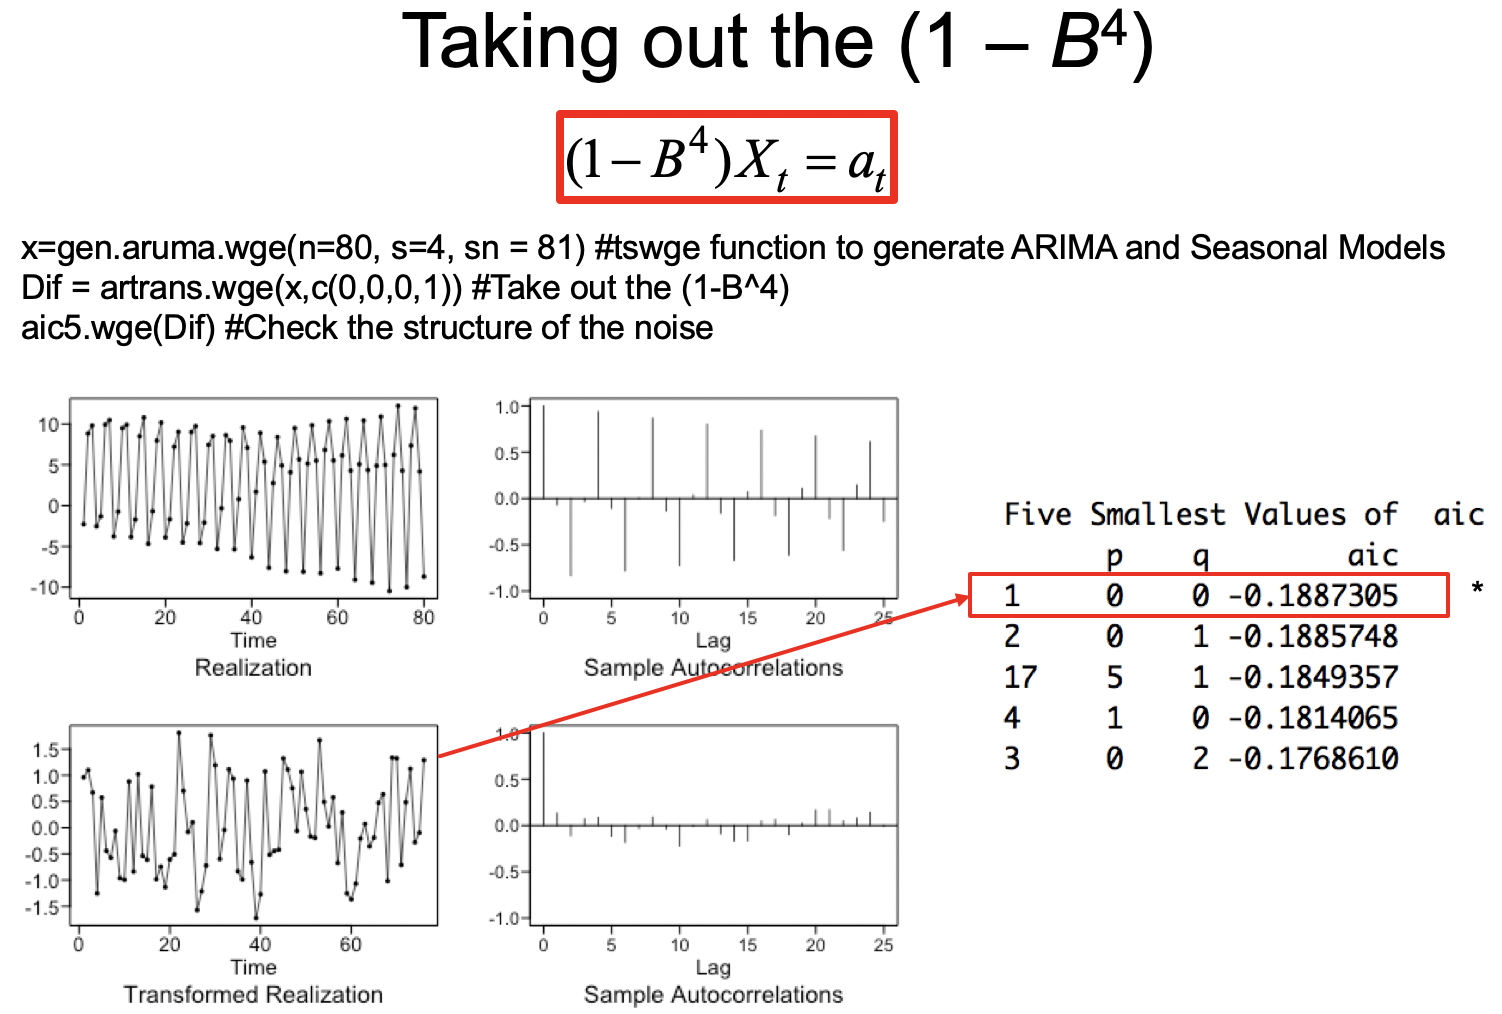 Taking out the (1 – B⁴)
(1 − B⁴)Xₜ = aₜ
x=gen.aruma.wge(n=80, s=4, sn = 81) #tswge function to generate ARIMA and Seasonal Models
Dif = artrans.wge(x,c(0,0,0,1)) #Take out the (1-B^4)
aic5.wge(Dif) #Check the structure of the noise
10
5
0
-5
-10
0 20 40 60 80
Time
Realization
1.0
0.5
0.0
-0.5
-1.0
0 5 10 15 20 25
Lag
Sample Autocorrelations
1.5
1.0
0.5
0.0
-0.5
-1.0
-1.5
0 20 40 60
Time
Transformed Realization
1.0
0.5
0.0
-0.5
-1.0
0 5 10 15 20 25
Lag
Sample Autocorrelations
Five Smallest Values of aic
p q aic
1 0 0 -0.1887305 *
2 0 1 -0.1885748
17 5 1 -0.1849357
4 1 0 -0.1814065
3 0 2 -0.1768610